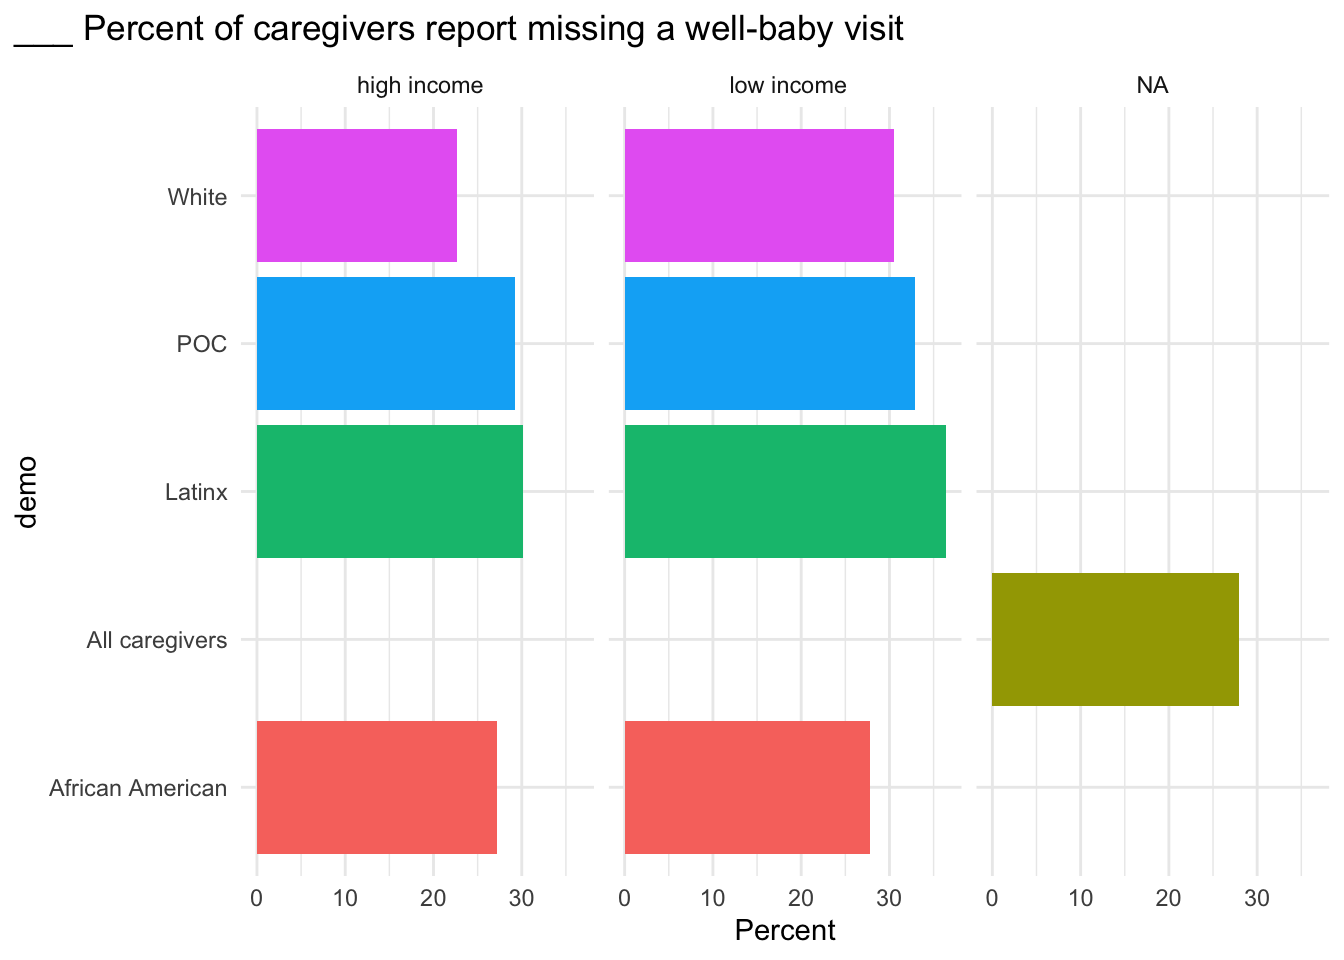 ___ Percent of caregivers report missing a well-baby visit
high income
low income
NA
White
POC
Latinx
All caregivers
African American
demo
0 10 20 30
0 10 20 30
0 10 20 30
Percent